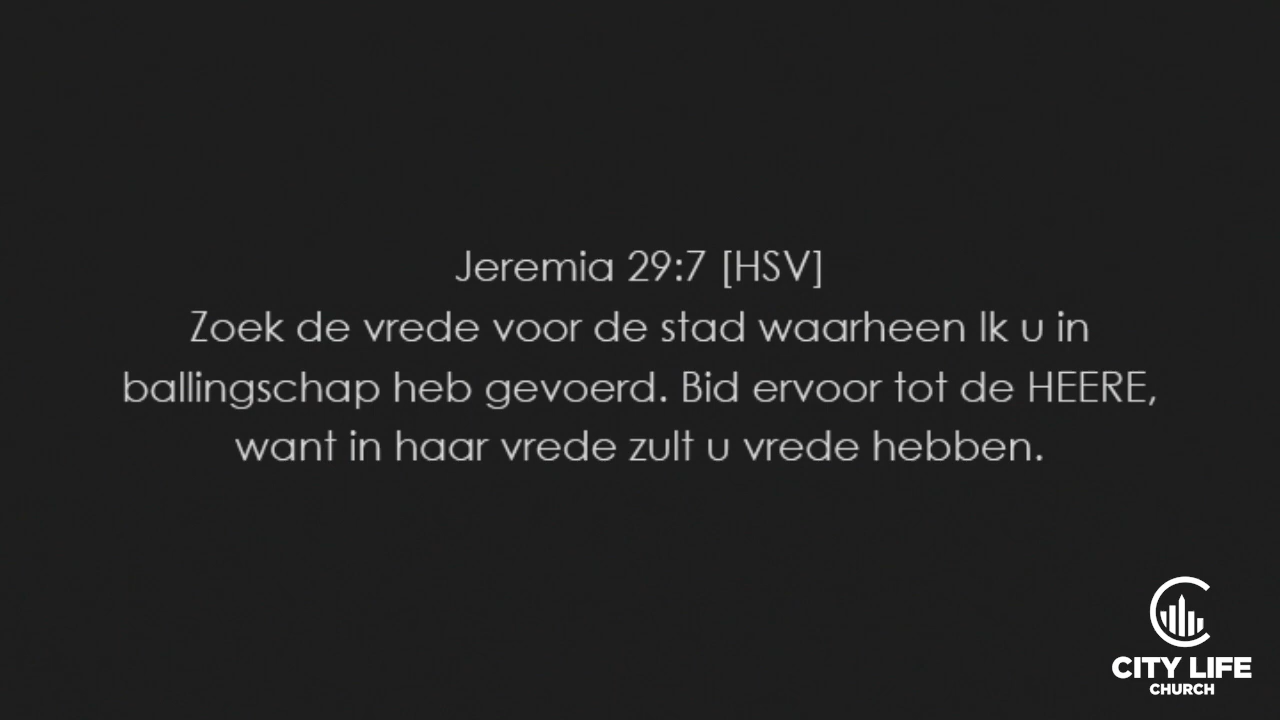 Jeremia 29:7 [HSV]
Zoek de vrede voor de stad waarheen Ik u in
ballingschap heb gevoerd. Bid ervoor tot de HEERE,
want in haar vrede zult u vrede hebben.
CITY LIFE
CHURCH